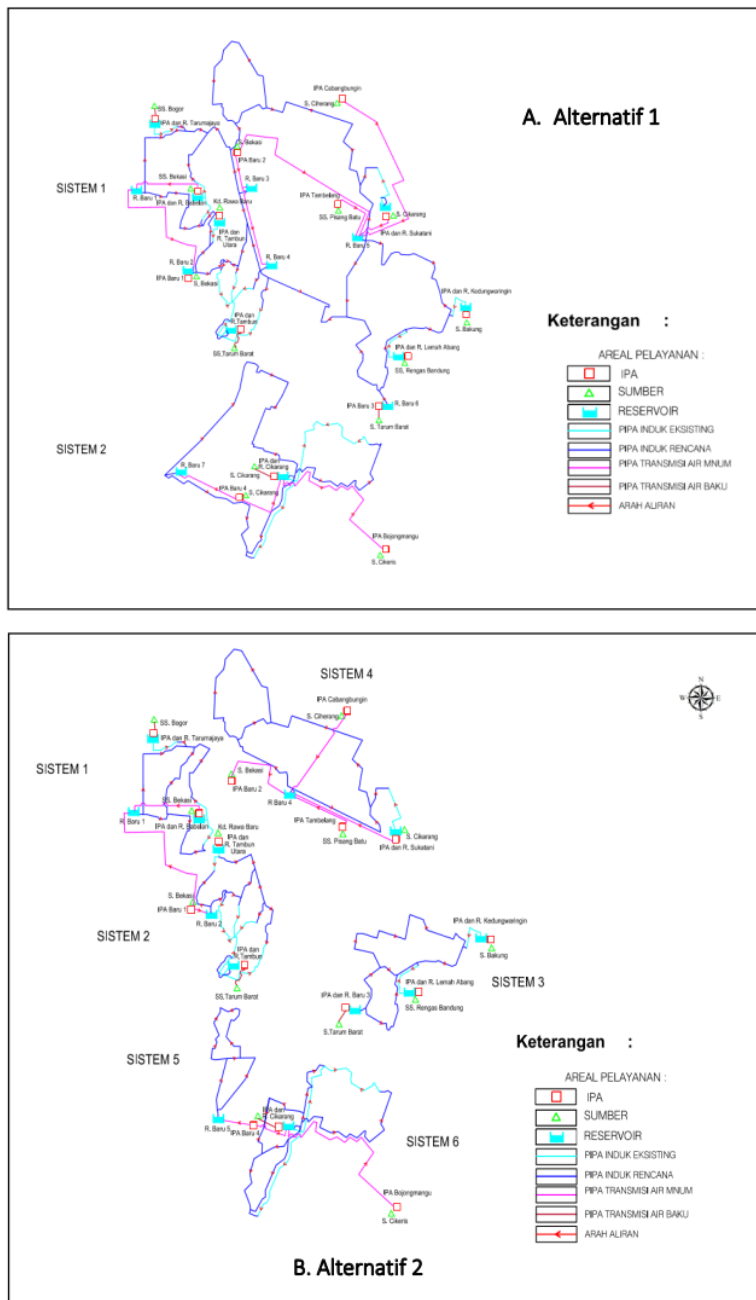 A. Alternatif 1
IPA Cabangbungin
S. Ciherang
SS. Bogor
IPA dan R. Tarumajaya
S. Bekasi
IPA Baru 2
SISTEM 1
SS. Bekasi
R. Baru 1
IPA dan R. Babelan
R. Baru 3
Kd. Rawa Baru
IPA dan
R. Tambun
Utara
IPA Tambelang
SS. Pisang Batu
S. Cikarang
IPA dan R. Sukatani
R. Baru 5
R. Baru 2
IPA Baru 1
S. Bekasi
R. Baru 4
IPA dan R. Kedungwaringin
S. Bakung
IPA dan
R.Tambun
SS.Tarum Barat
IPA dan R. Lemah Abang
SS. Rengas Bandung
IPA Baru 3
R. Baru 6
S. Tarum Barat
SISTEM 2
R. Baru 7
IPA dan
R. Cikarang
S. Cikarang
IPA Baru 4
S. Cikarang
IPA Bojongmangu
S. Cikeris
Keterangan :
AREAL PELAYANAN :
IPA
SUMBER
RESERVOIR
PIPA INDUK EKSISTING
PIPA INDUK RENCANA
PIPA TRANSMISI AIR MNUM
PIPA TRANSMISI AIR BAKU
ARAH ALIRAN
SISTEM 4
N
W E
S
IPA Cabangbungin
S. Ciherang
SS. Bogor
IPA dan R. Tarumajaya
SISTEM 1
S. Bekasi
IPA Baru 2
R Baru 4
SS. Bekasi
R. Baru 1
IPA dan R. Babelan
Kd. Rawa Baru
IPA dan
R. Tambun
Utara
IPA Tambelang
SS. Pisang Batu
S. Cikarang
IPA dan R. Sukatani
S. Bekasi
IPA Baru 1
R. Baru 2
SISTEM 2
IPA dan
R.Tambun
SS.Tarum Barat
IPA dan R. Kedungwaringin
S. Bakung
SISTEM 3
IPA dan R. Lemah Abang
SS. Rengas Bandung
IPA dan R. Baru 3
S.Tarum Barat
SISTEM 5
R. Baru 5
IPA Baru 4
IPA dan
R. Cikarang
SISTEM 6
IPA Bojongmangu
S. Cikeris
Keterangan :
AREAL PELAYANAN :
IPA
SUMBER
RESERVOIR
PIPA INDUK EKSISTING
PIPA INDUK RENCANA
PIPA TRANSMISI AIR MNUM
PIPA TRANSMISI AIR BAKU
ARAH ALIRAN
B. Alternatif 2